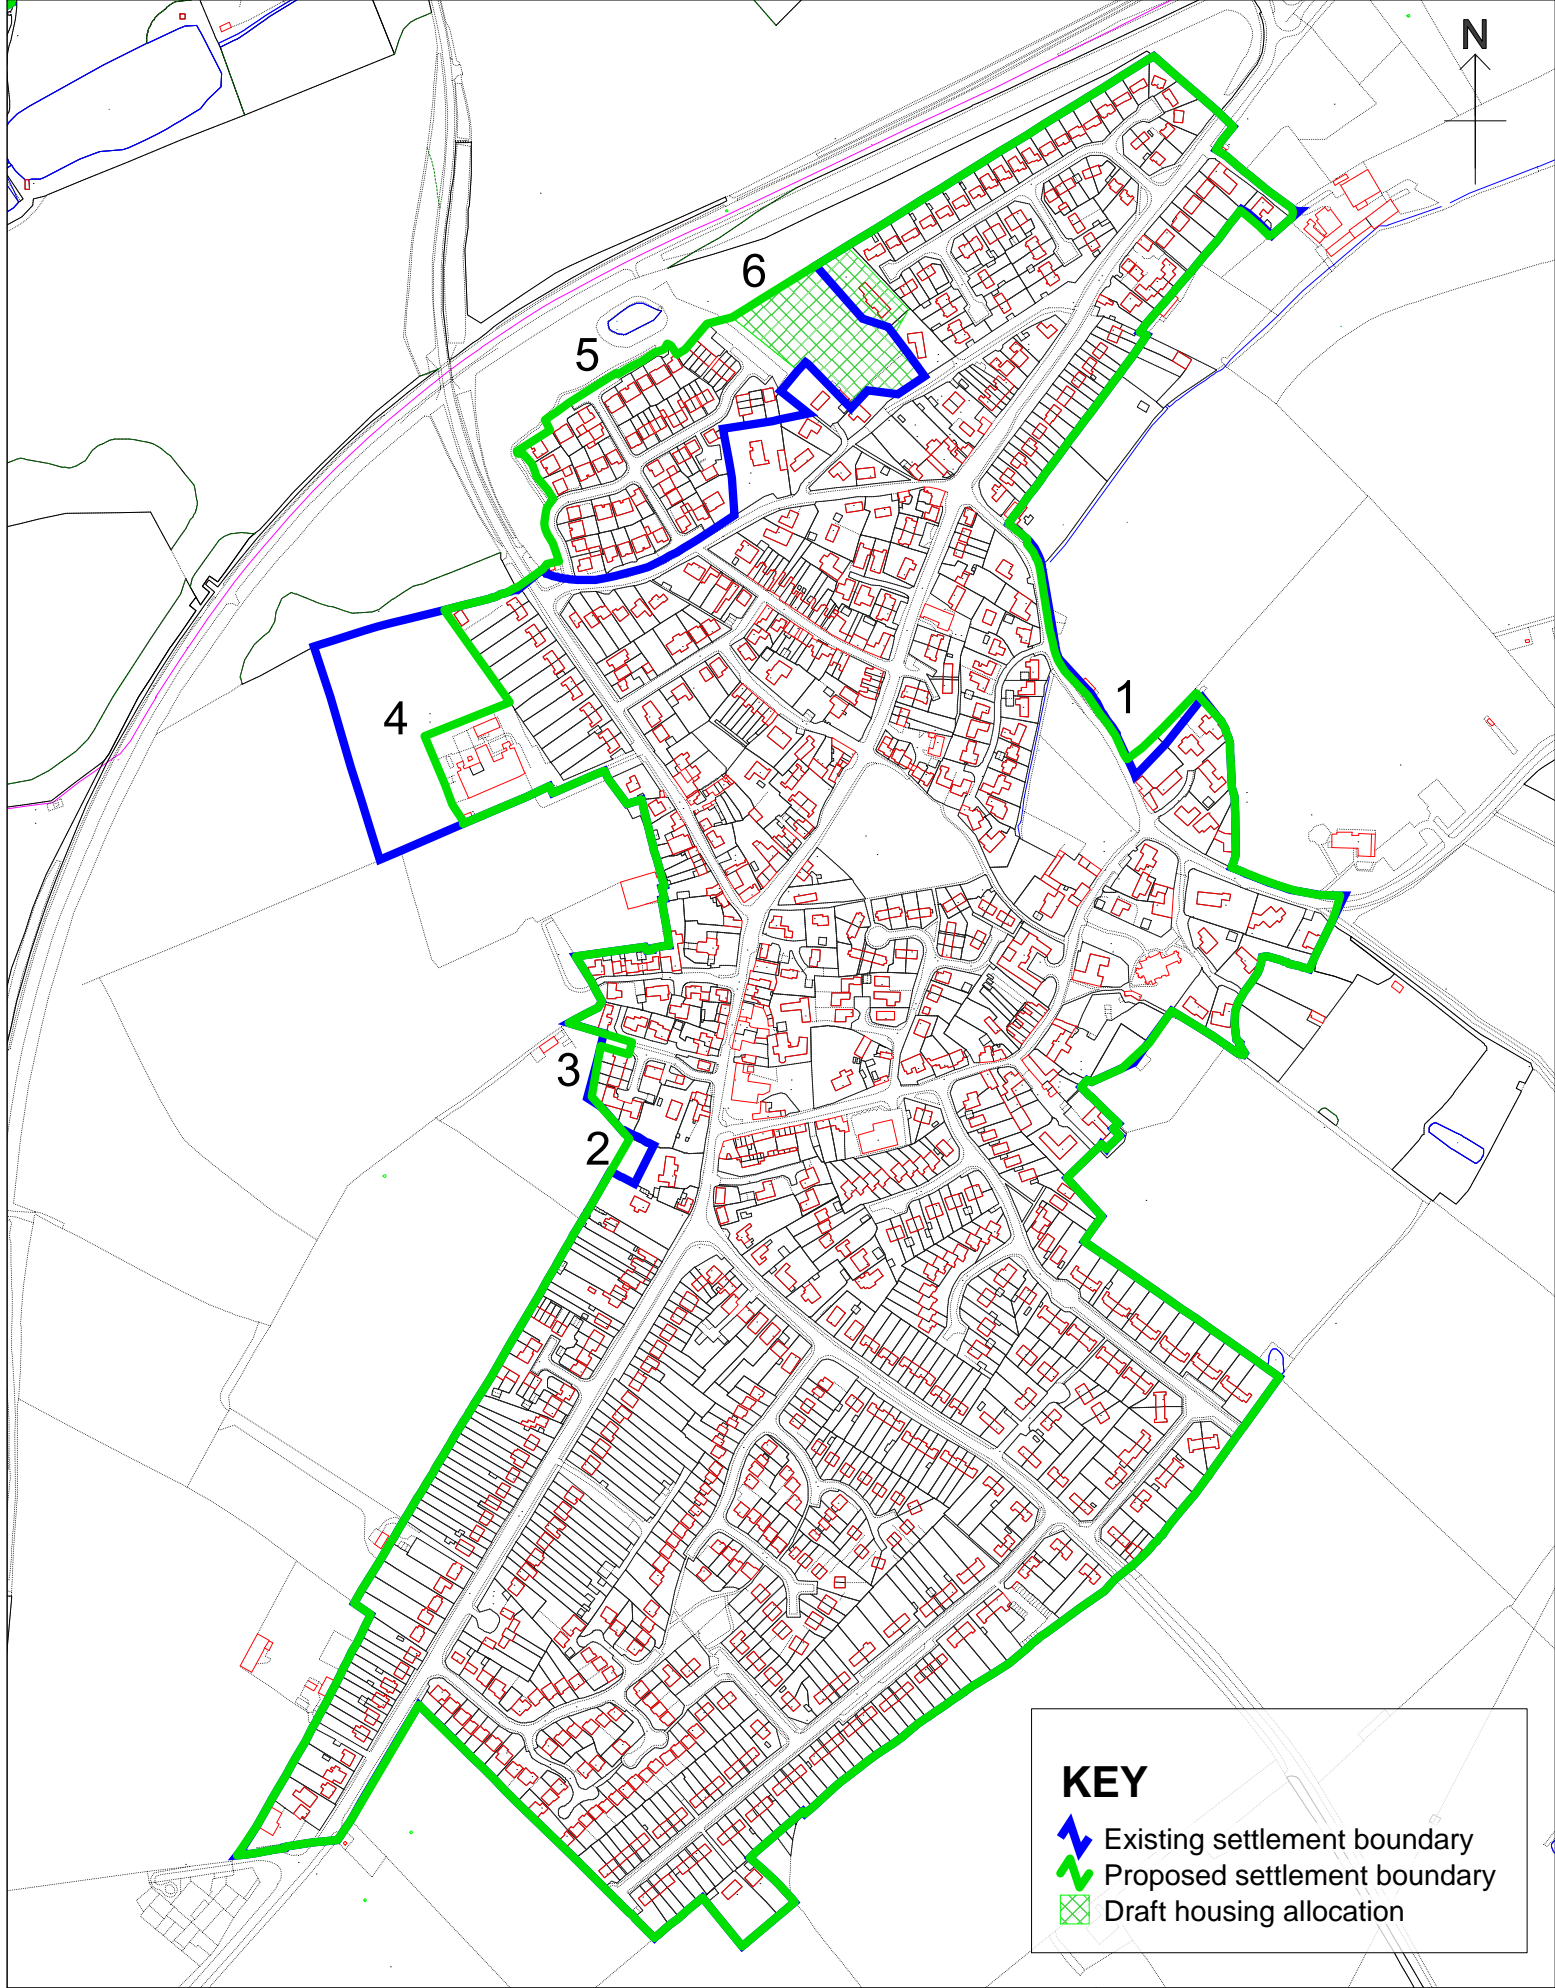 N
6
5
4
1
3
2
KEY
Existing settlement boundary
Proposed settlement boundary
Draft housing allocation